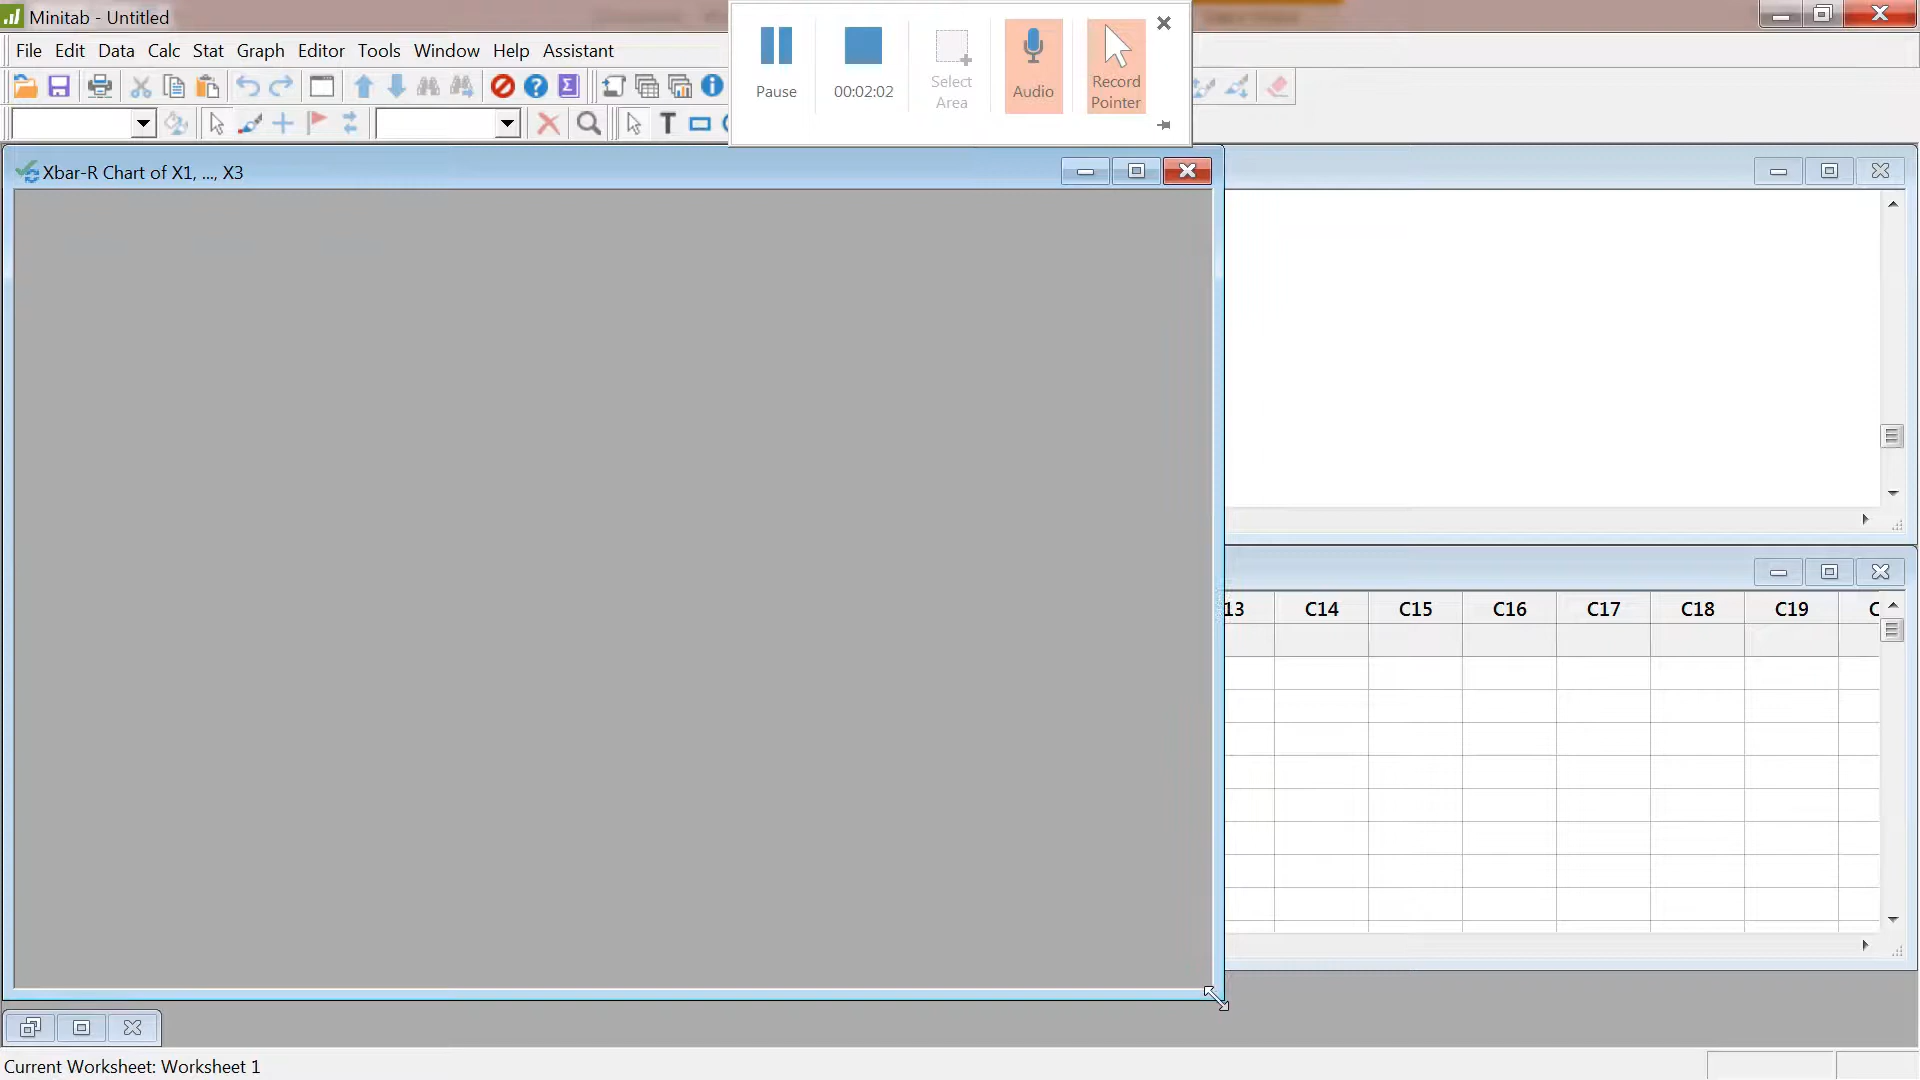 Minitab - Untitled
File Edit Data Calc Stat Graph Editor Tools Window Help Assistant
Pause
00:02:02
Select
Area
Audio
Record
Pointer
Xbar-R Chart of X1, ..., X3
13 C14 C15 C16 C17 C18 C19 C
Current Worksheet: Worksheet 1